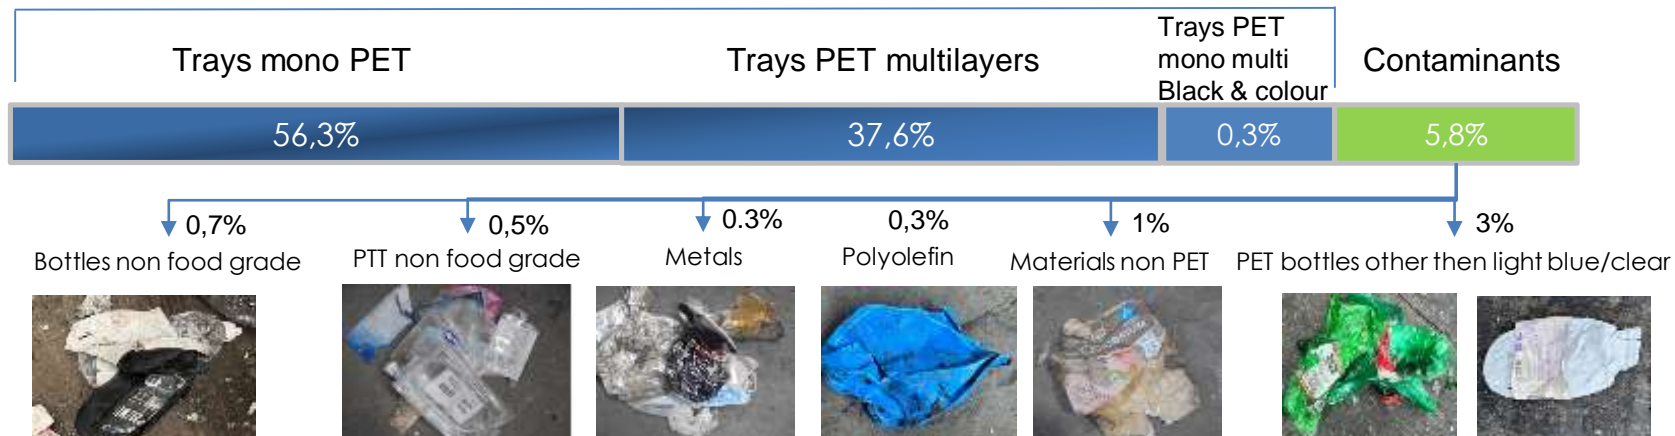 Trays mono PET
Trays PET multilayers
Trays PET
mono multi
Black & colour
Contaminants
56,3%
37,6%
0,3%
5,8%
0,7%
0,5%
0.3%
0,3%
1%
3%
Bottles non food grade
PTT non food grade
Metals
Polyolefin
Materials non PET
PET bottles other then light blue/clear